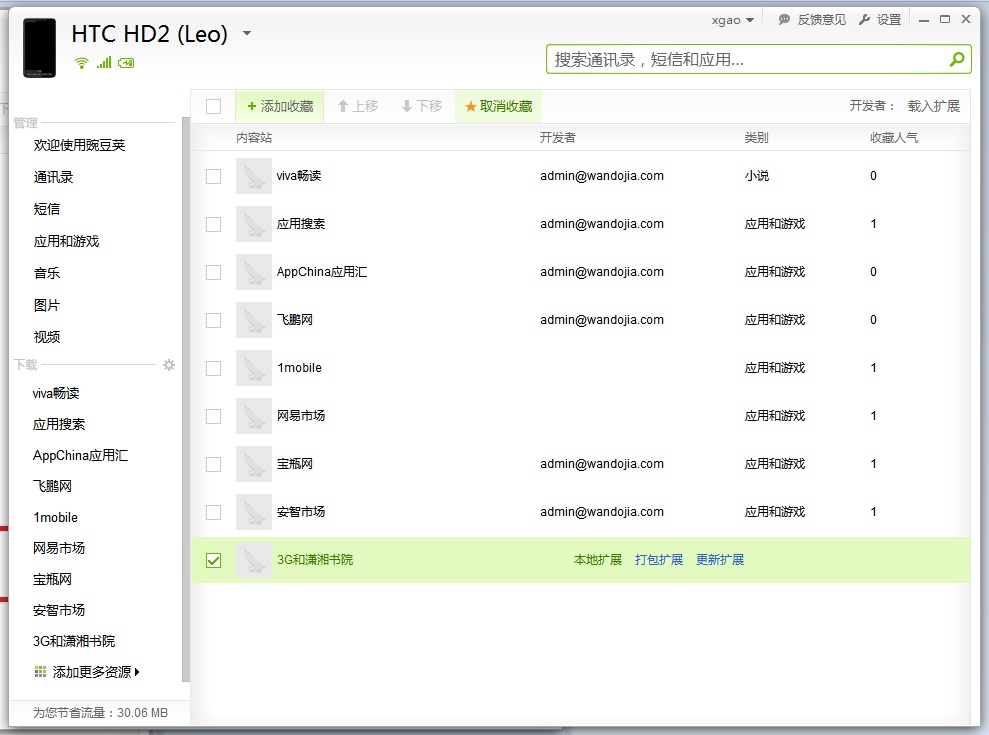 HTC HD2 (Leo)
xgao 反馈意见 设置
搜索通讯录，短信和应用...
添加收藏 上移 下移 取消收藏 开发者： 载入扩展
内容站 开发者 类别 收藏人气
viva畅读 admin@wandojia.com 小说 0
应用搜索 admin@wandojia.com 应用和游戏 1
AppChina应用汇 admin@wandojia.com 应用和游戏 0
飞鹏网 admin@wandojia.com 应用和游戏 0
1mobile 应用和游戏 1
网易市场 应用和游戏 1
宝瓶网 admin@wandojia.com 应用和游戏 1
安智市场 admin@wandojia.com 应用和游戏 1
3G和潇湘书院 本地扩展 打包扩展 更新扩展
管理
欢迎使用豌豆荚
通讯录
短信
应用和游戏
音乐
图片
视频
下载
viva畅读
应用搜索
AppChina应用汇
飞鹏网
1mobile
网易市场
宝瓶网
安智市场
3G和潇湘书院
添加更多资源
为您节省流量：30.06 MB